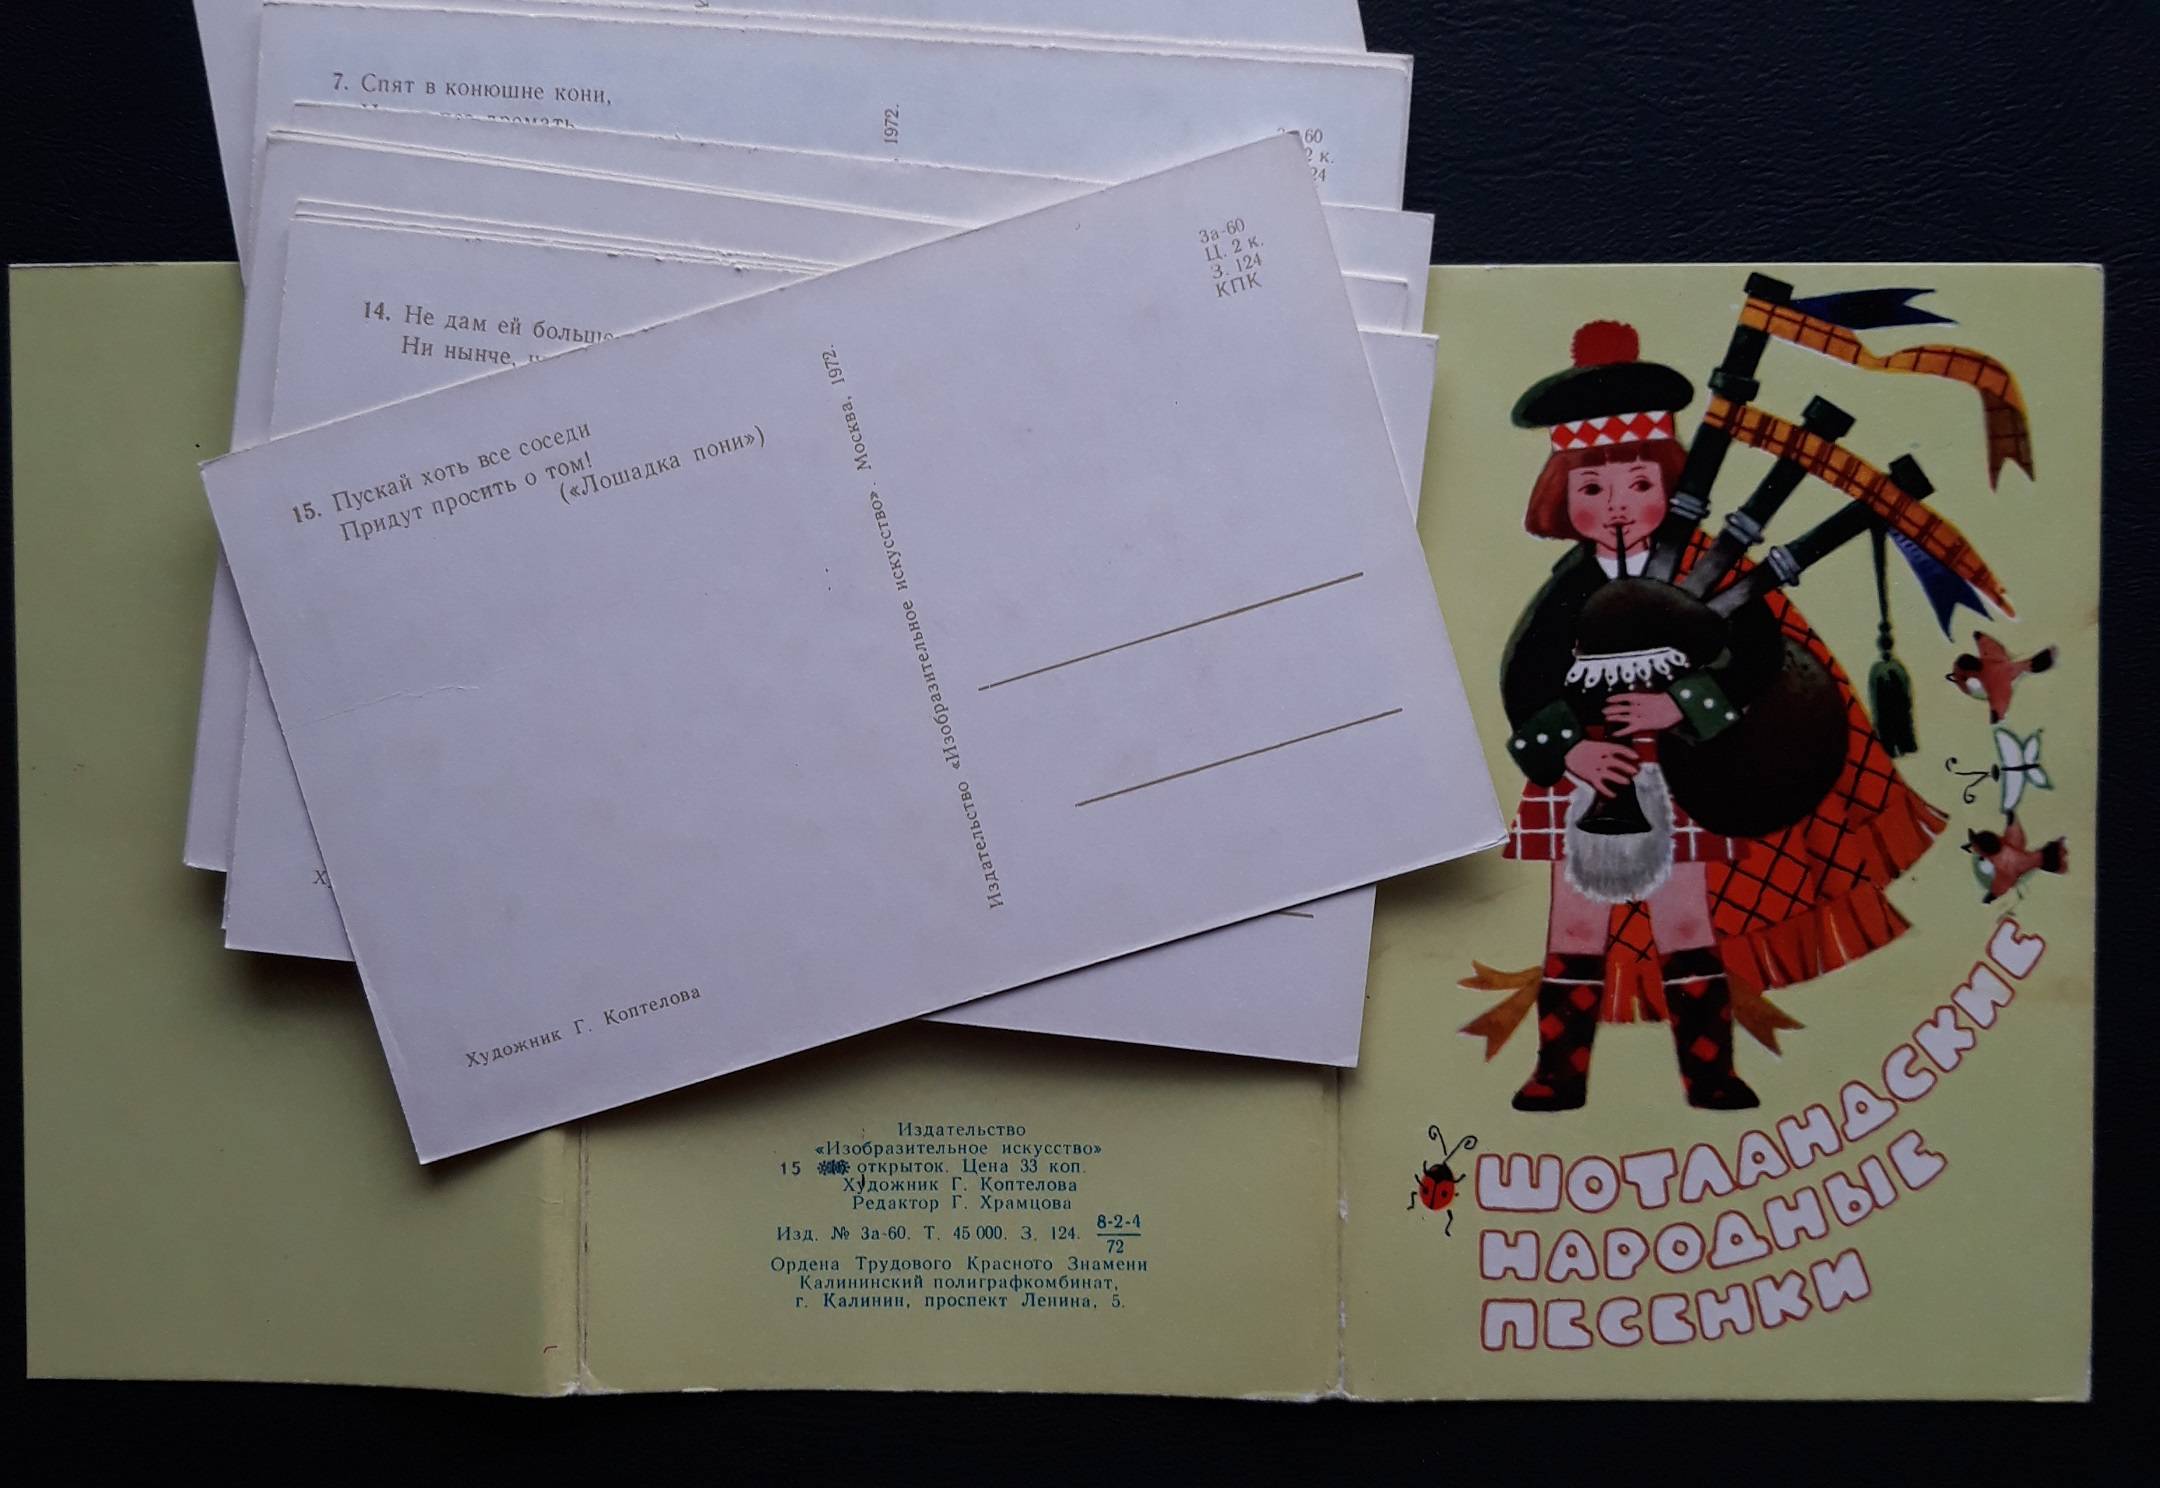 7. Спят в конюшне кони,
дремать
1972.
60
2 к.
24
14. Не дам ей больше
Ни нынче,
15. Пускай хоть все соседи
Придут просить о том!
(«Лошадка пони»)
Художник Г. Коптелова
Издательство «Изобразительное искусство». Москва, 1972.
3а-60
Ц. 2 к.
З. 124
КПК
Издательство
«Изобразительное искусство»
15 открыток. Цена 33 коп.
Художник Г. Коптелова
Редактор Г. Храмцова
Изд. № 3а-60. Т. 45 000. З. 124. 8-2-4
72
Ордена Трудового Красного Знамени
Калининский полиграфкомбинат,
г. Калинин, проспект Ленина, 5.
ШОТЛАНДСКИЕ
НАРОДНЫЕ
ПЕСЕНКИ